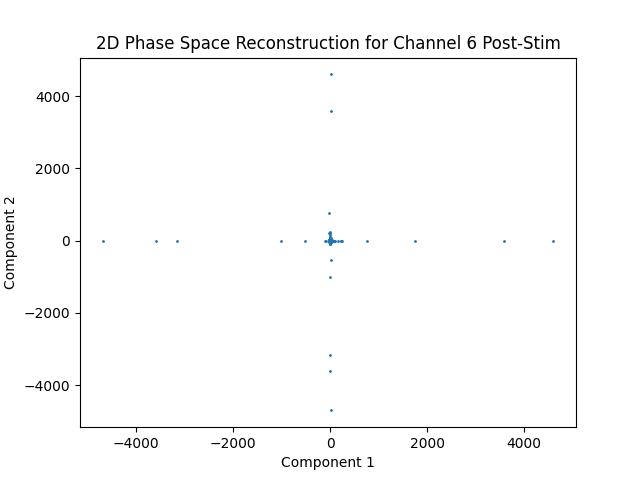 2D Phase Space Reconstruction for Channel 6 Post-Stim
4000
2000
0
−2000
−4000
Component 2
−4000 −2000 0 2000 4000
Component 1